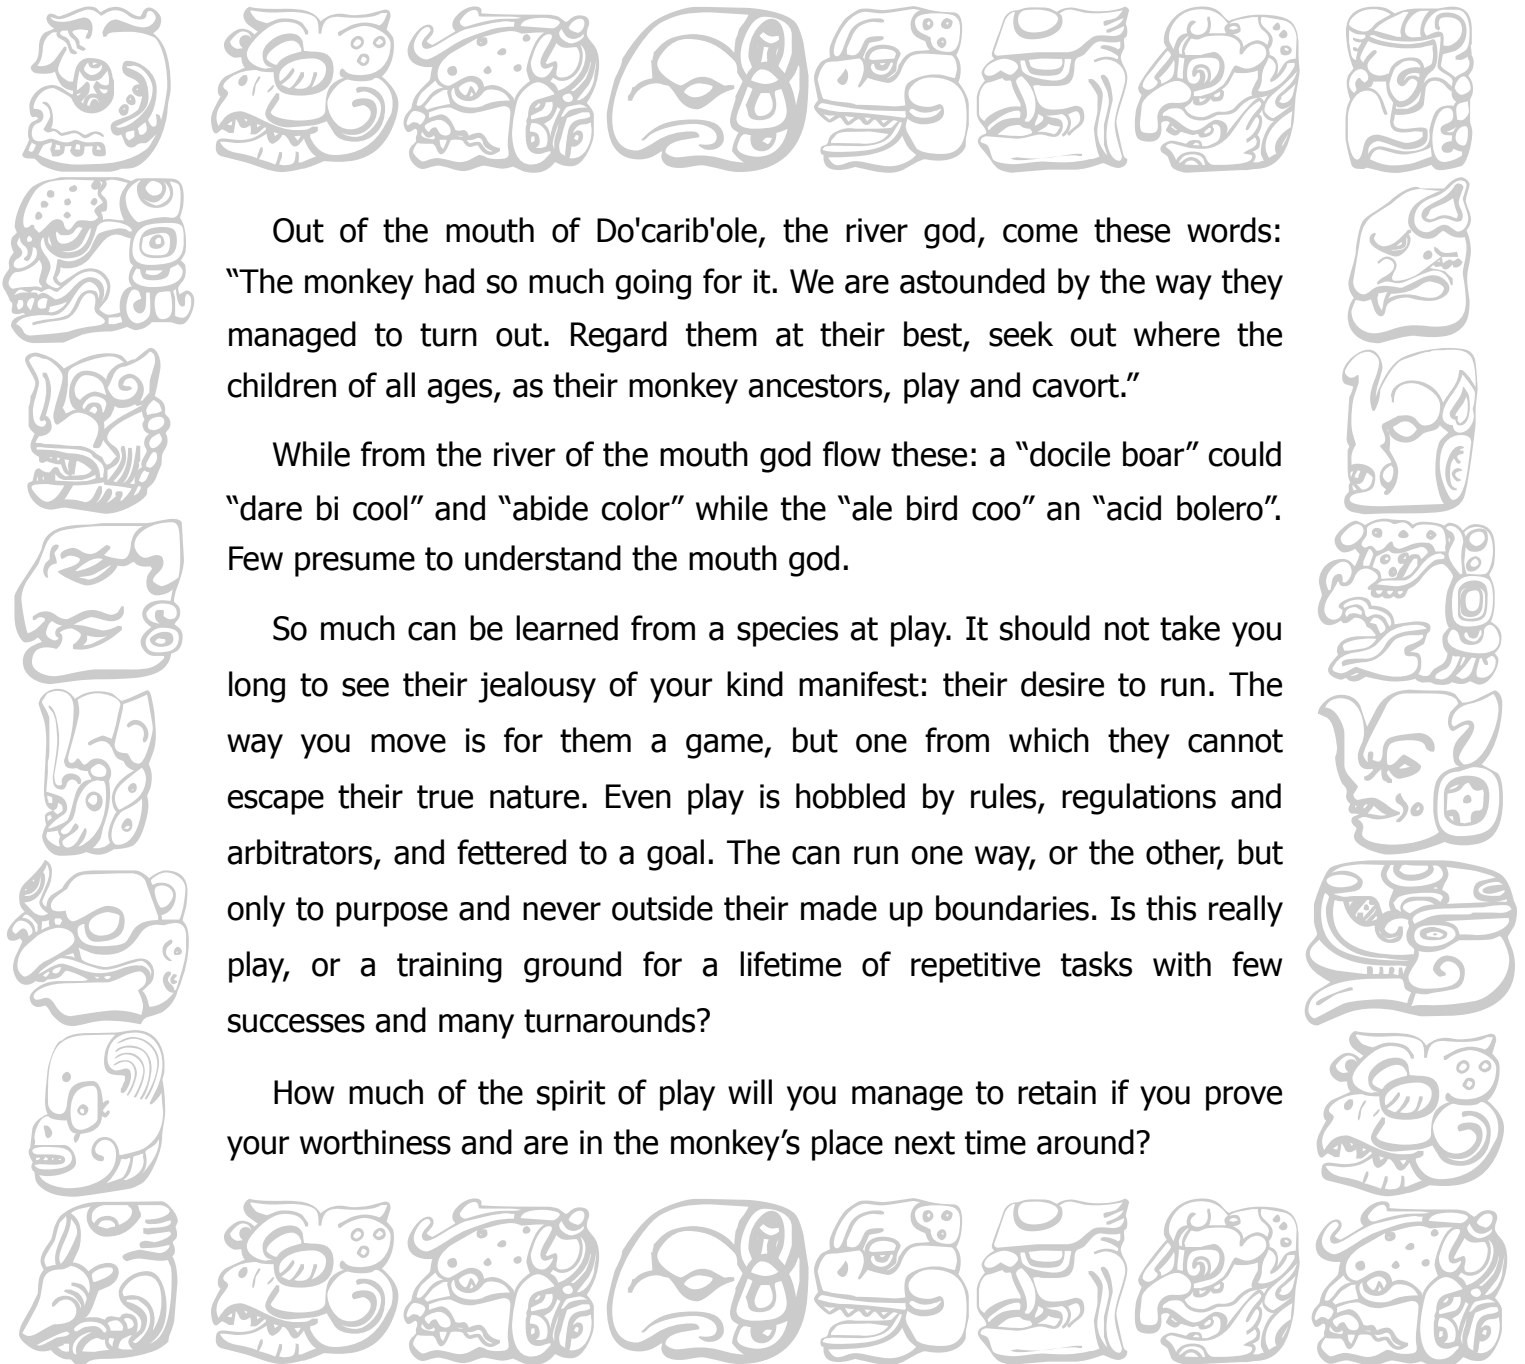 Out of the mouth of Do'carib'ole, the river god, come these words:
“The monkey had so much going for it. We are astounded by the way they
managed to turn out. Regard them at their best, seek out where the
children of all ages, as their monkey ancestors, play and cavort.”
While from the river of the mouth god flow these: a “docile boar” could
“dare bi cool” and “abide color” while the “ale bird coo” an “acid bolero”.
Few presume to understand the mouth god.
So much can be learned from a species at play. It should not take you
long to see their jealousy of your kind manifest: their desire to run. The
way you move is for them a game, but one from which they cannot
escape their true nature. Even play is hobbled by rules, regulations and
arbitrators, and fettered to a goal. The can run one way, or the other, but
only to purpose and never outside their made up boundaries. Is this really
play, or a training ground for a lifetime of repetitive tasks with few
successes and many turnarounds?
How much of the spirit of play will you manage to retain if you prove
your worthiness and are in the monkey’s place next time around?